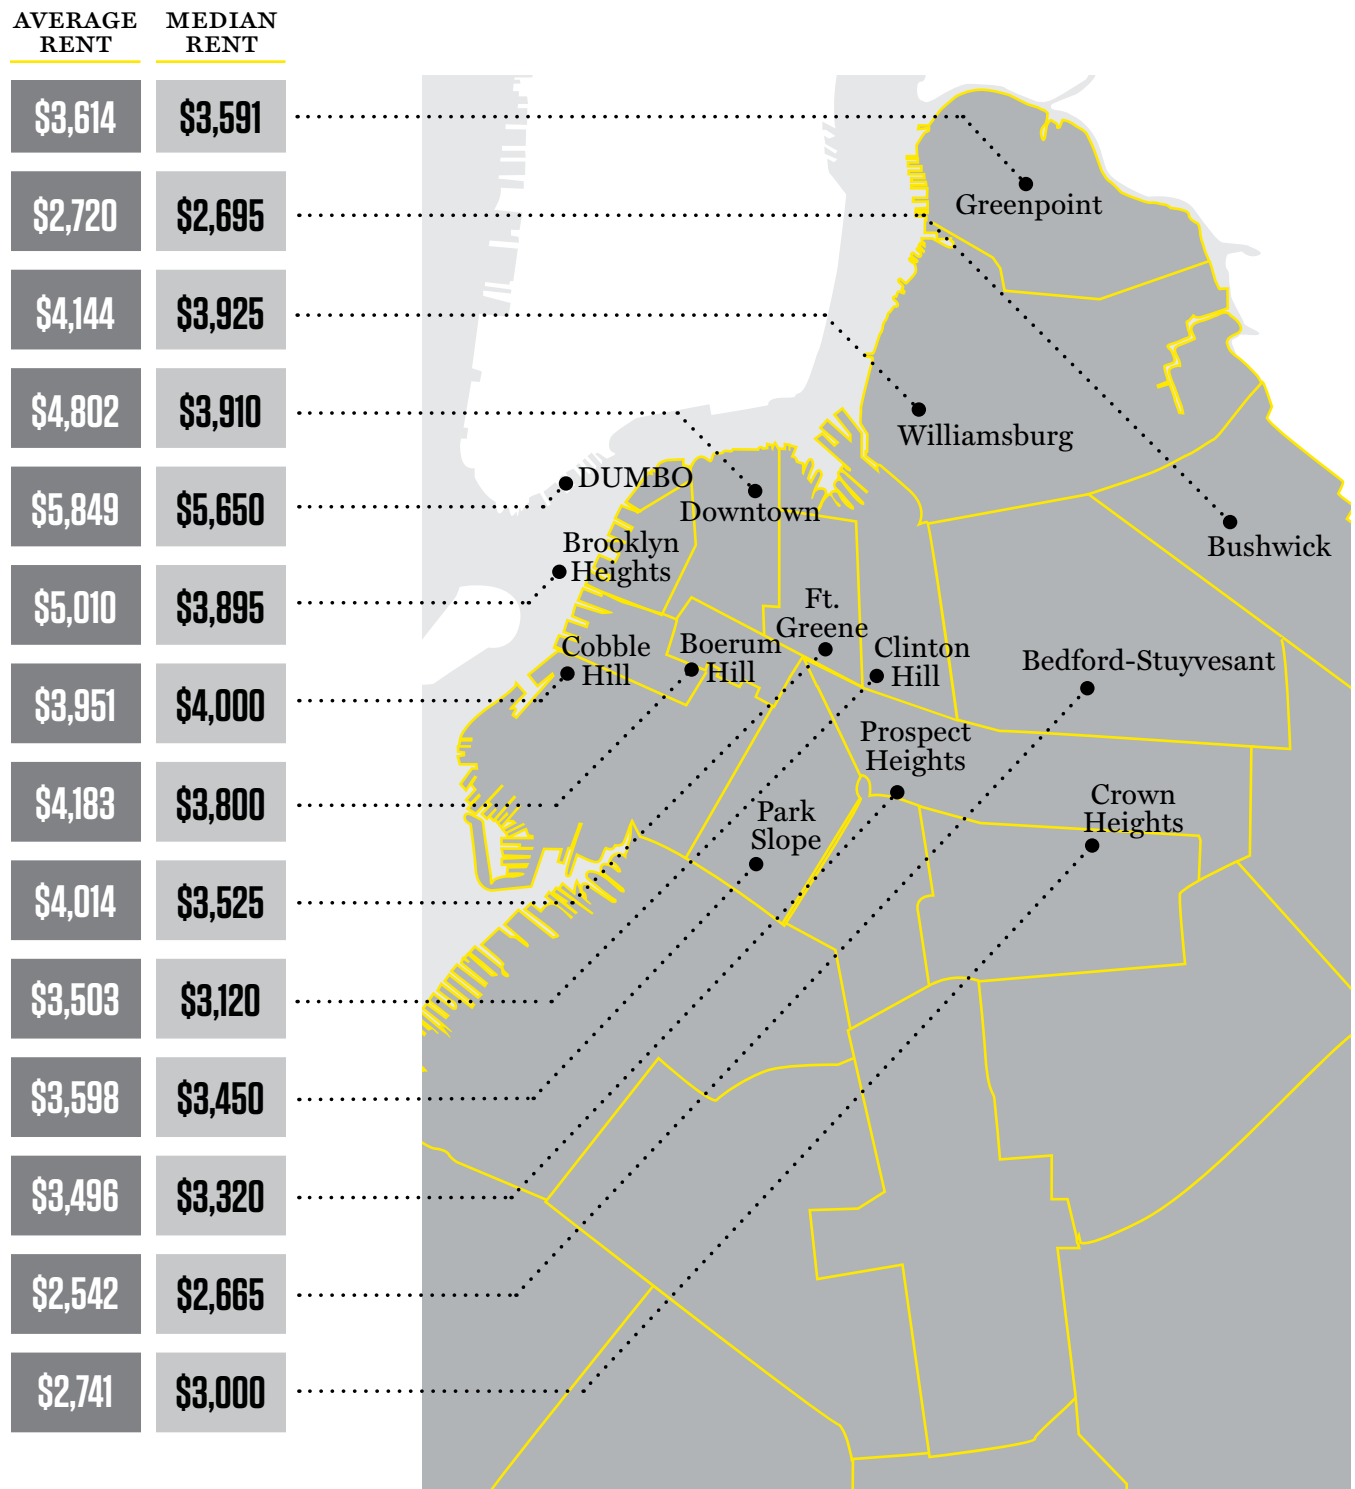 AVERAGE
RENT
MEDIAN
RENT
$3,614 $3,591
$2,720 $2,695
$4,144 $3,925
$4,802 $3,910
$5,849 $5,650
$5,010 $3,895
$3,951 $4,000
$4,183 $3,800
$4,014 $3,525
$3,503 $3,120
$3,598 $3,450
$3,496 $3,320
$2,542 $2,665
$2,741 $3,000
Greenpoint
Williamsburg
DUMBO
Downtown
Bushwick
Brooklyn
Heights
Ft.
Greene
Cobble
Hill
Boerum
Hill
Clinton
Hill
Bedford-Stuyvesant
Prospect
Heights
Park
Slope
Crown
Heights